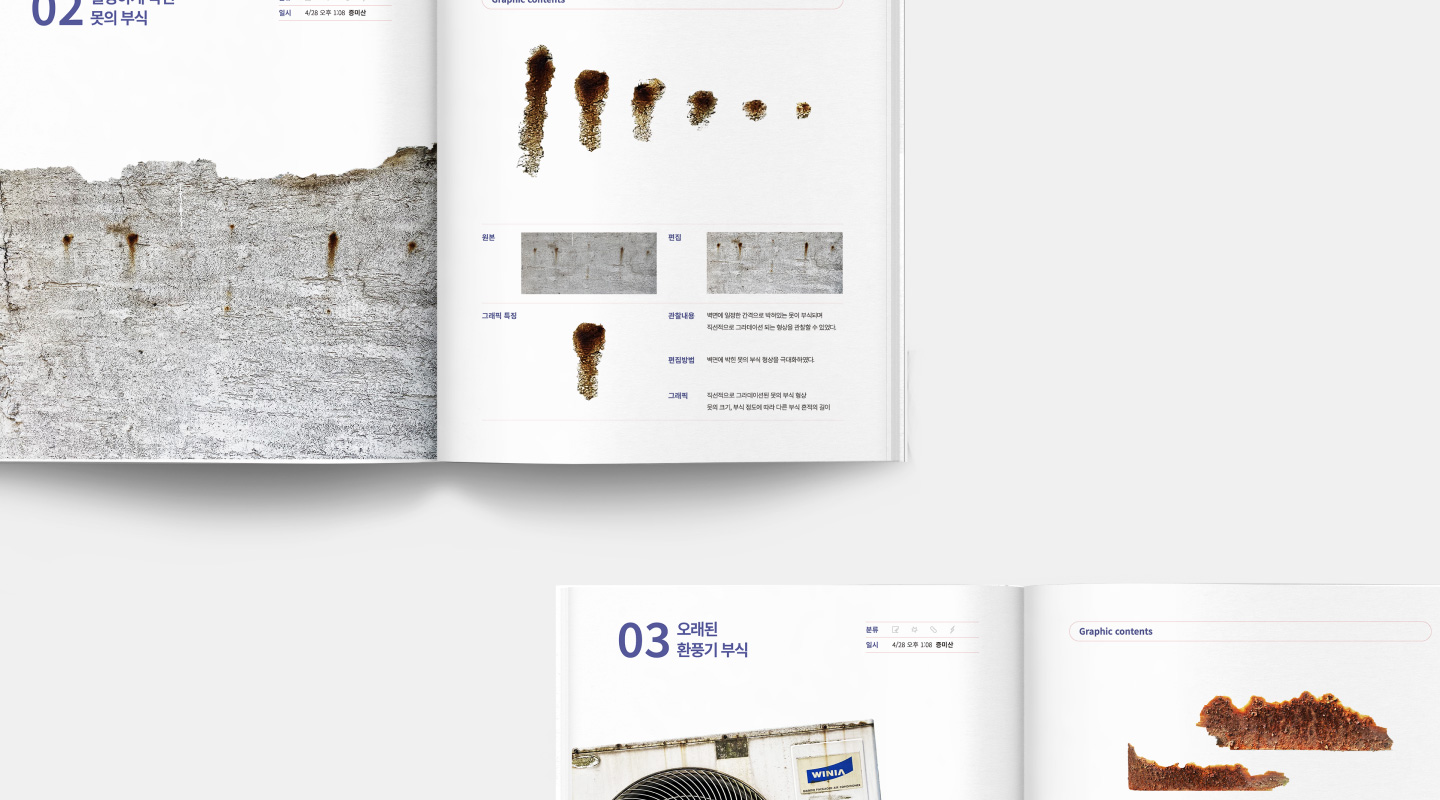 02
못의 부식
일시 4/28 오후 1:08 증미산
Graphic contents
원본
편집
그래픽 특징
관찰내용 벽면에 일정한 간격으로 박혀있는 못이 부식되며
직선적으로 그라데이션 되는 형상을 관찰할 수 있었다.
편집방법 벽면에 박힌 못의 부식 형상을 극대화하였다.
그래픽 직선적으로 그라데이션된 못의 부식 형상
못의 크기, 부식 정도에 따라 다른 부식 흔적의 길이
03 오래된
환풍기 부식
분류
일시 4/28 오후 1:08 증미산
Graphic contents
WINIA